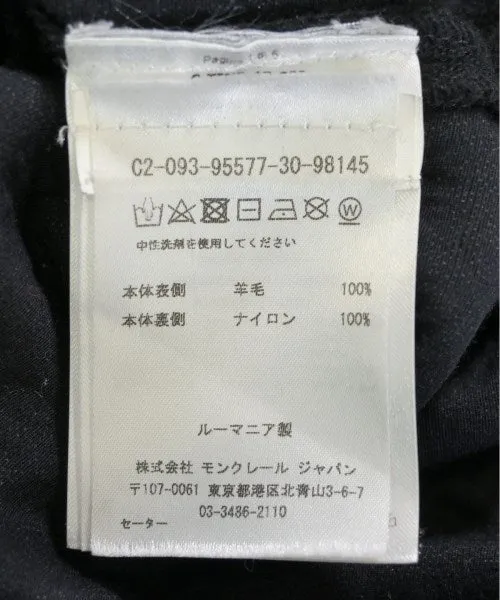 C2-093-95577-30-98145
中性洗剤を使用してください
本体表側 羊毛 100%
本体裏側 ナイロン 100%
ルーマニア製
株式会社 モンクレール ジャパン
〒107-0061 東京都港区北青山3-6-7
03-3486-2110
セーター